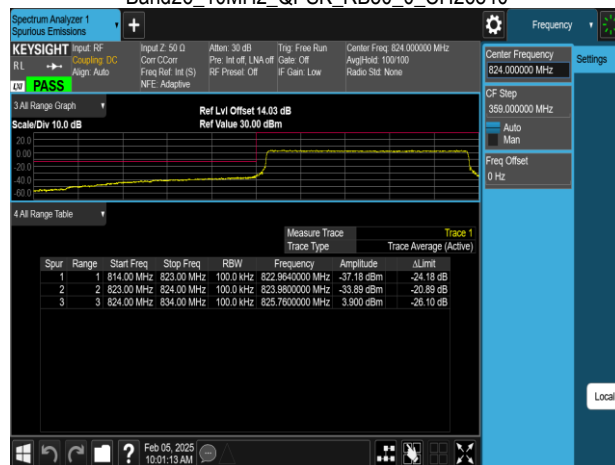 Spectrum Analyzer 1
Spurious Emissions
Frequency
KEYSIGHT
RL
LXI PASS
Input: RF
Coupling: DC
Align: Auto
Input Z: 50 Ω
Corr CCorr
Freq Ref: Int (S)
NFE: Adaptive
Atten: 30 dB
Pre: Int off, LNA off
RF Presel: Off
Trig: Free Run
Gate: Off
IF Gain: Low
Center Freq: 824.000000 MHz
Avg|Hold: 100/100
Radio Std: None
Center Frequency
824.000000 MHz
Settings
CF Step
359.000000 MHz
Auto
Man
Freq Offset
0 Hz
3 All Range Graph
Scale/Div 10.0 dB
Ref Lvl Offset 14.03 dB
Ref Value 30.00 dBm
20.0
0.00
-20.0
-40.0
-60.0
4 All Range Table
Measure Trace Trace 1
Trace Type Trace Average (Active)
Spur Range Start Freq Stop Freq RBW Frequency Amplitude ΔLimit
1 1 814.00 MHz 823.00 MHz 100.0 kHz 822.9640000 MHz -37.18 dBm -24.18 dB
2 2 823.00 MHz 824.00 MHz 100.0 kHz 823.9800000 MHz -33.89 dBm -20.89 dB
3 3 824.00 MHz 834.00 MHz 100.0 kHz 825.7600000 MHz 3.900 dBm -26.10 dB
Local
Feb 05, 2025
10:01:13 AM